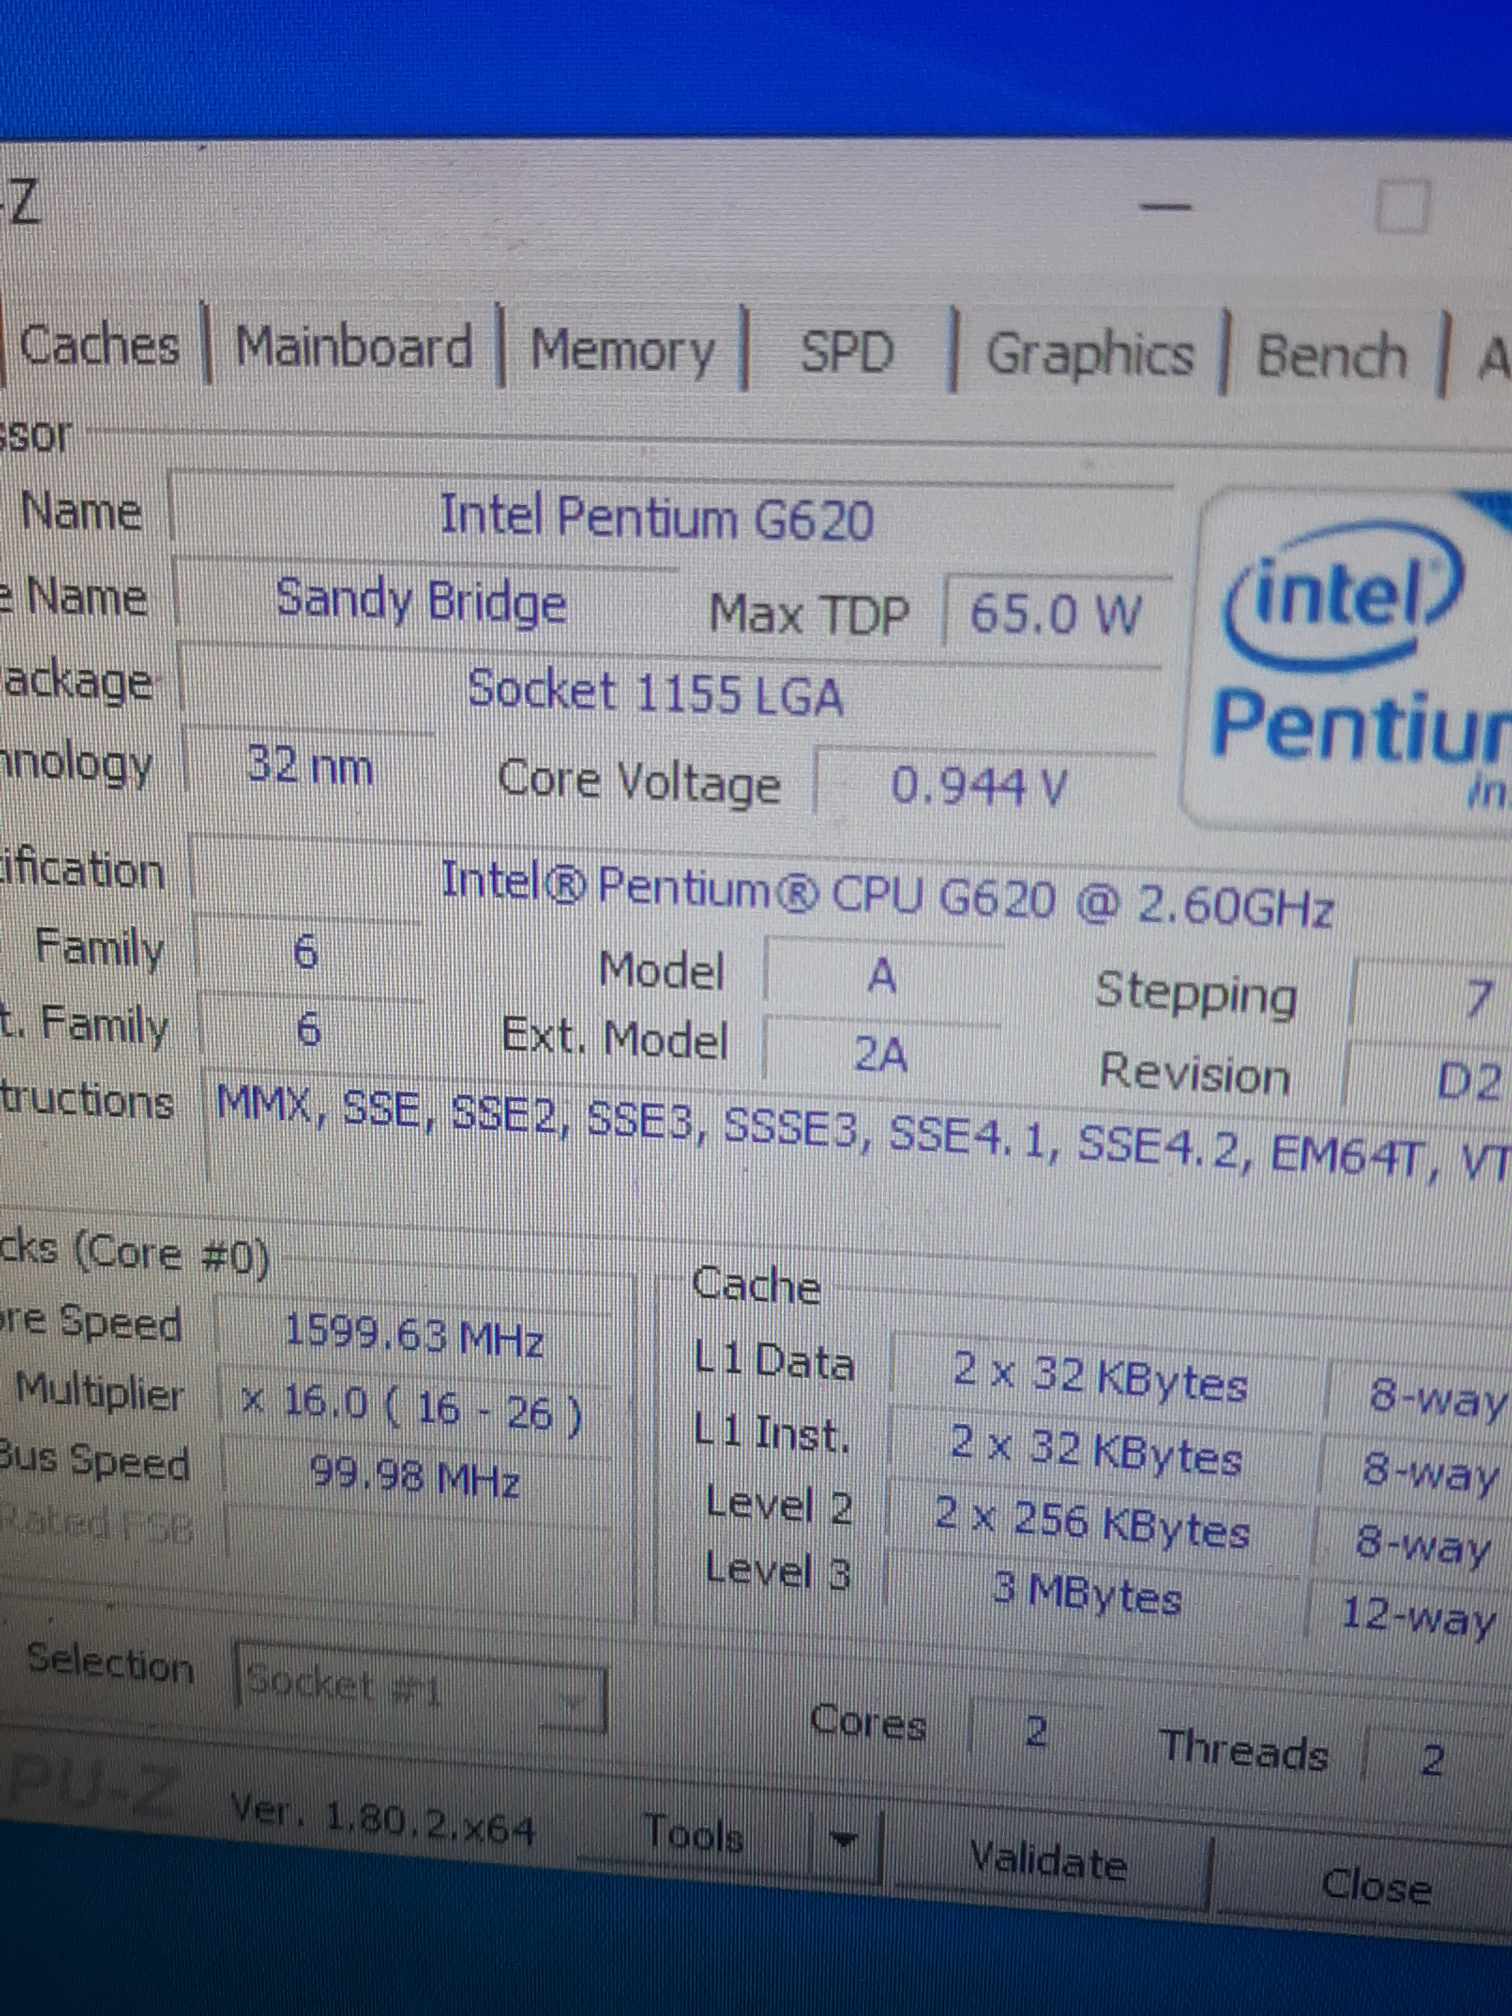 -Z
Caches Mainboard Memory SPD Graphics Bench A
ssor
Name Intel Pentium G620
e Name Sandy Bridge Max TDP 65.0 W
ackage Socket 1155 LGA
hnology 32 nm Core Voltage 0.944 V
intel
Pentium
in.
ification Intel® Pentium® CPU G620 @ 2.60GHz
Family 6 Model A Stepping 7
t. Family 6 Ext. Model 2A Revision D2
tructions MMX, SSE, SSE2, SSE3, SSSE3, SSE4.1, SSE4.2, EM64T, VT
cks (Core #0)
ore Speed 1599.63 MHz
Multiplier x 16.0 ( 16 - 26 )
Bus Speed 99.98 MHz
Rated FSB
Cache
L1 Data 2 x 32 KBytes 8-way
L1 Inst. 2 x 32 KBytes 8-way
Level 2 2 x 256 KBytes 8-way
Level 3 3 MBytes 12-way
Selection Socket #1 Cores 2 Threads 2
PU-Z Ver. 1.80.2.x64 Tools Validate Close